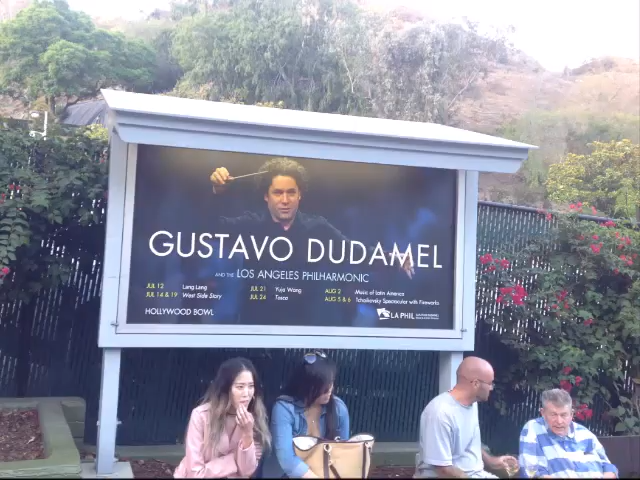 GUSTAVO DUDAMEL
AND THE LOS ANGELES PHILHARMONIC
JUL 12 Lang Lang
JUL 14 & 19 West Side Story
JUL 21 Yuja Wang
JUL 24 Tosca
AUG 2 Music of Latin America
AUG 5 & 6 Tchaikovsky Spectacular with Fireworks
HOLLYWOOD BOWL
LA PHIL